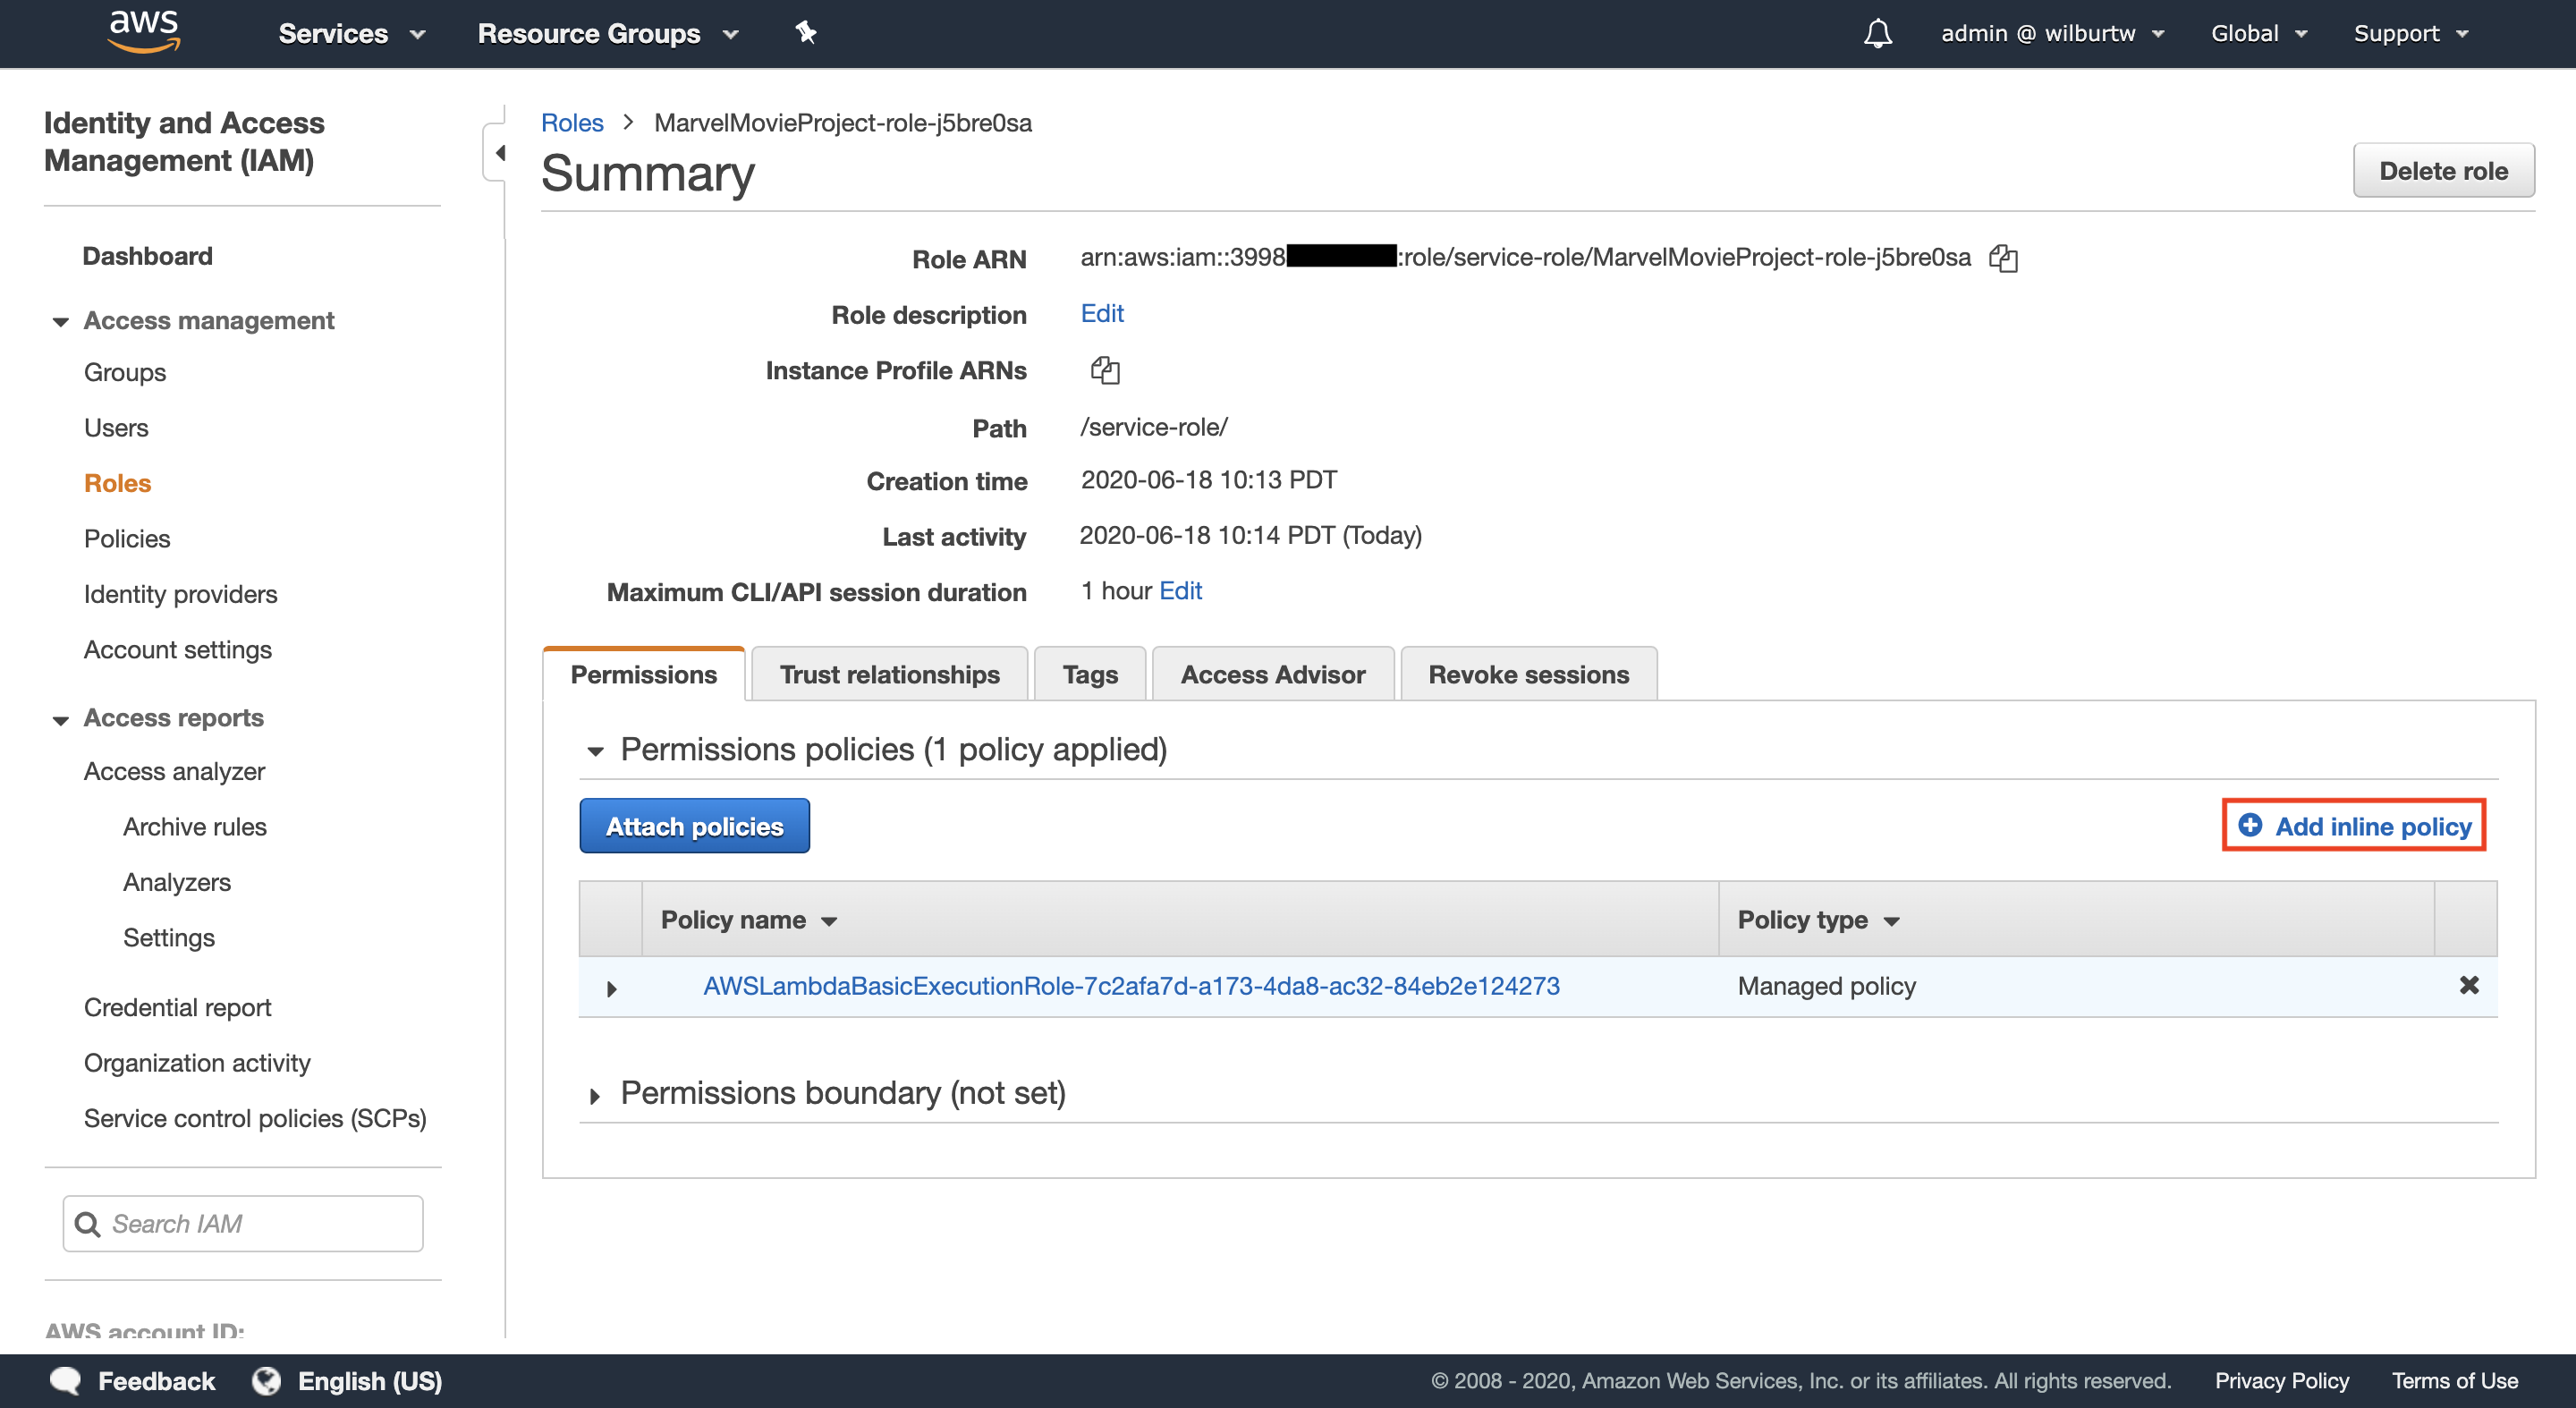 aws Services Resource Groups admin @ wilburtw Global Support
Identity and Access
Management (IAM)
Dashboard
Access management
Groups
Users
Roles
Policies
Identity providers
Account settings
Access reports
Access analyzer
Archive rules
Analyzers
Settings
Credential report
Organization activity
Service control policies (SCPs)
Search IAM
AWS account ID:
Roles > MarvelMovieProject-role-j5bre0sa
Summary
Delete role
Role ARN arn:aws:iam::3998 :role/service-role/MarvelMovieProject-role-j5bre0sa
Role description Edit
Instance Profile ARNs
Path /service-role/
Creation time 2020-06-18 10:13 PDT
Last activity 2020-06-18 10:14 PDT (Today)
Maximum CLI/API session duration 1 hour Edit
Permissions Trust relationships Tags Access Advisor Revoke sessions
Permissions policies (1 policy applied)
Attach policies Add inline policy
Policy name Policy type
AWSLambdaBasicExecutionRole-7c2afa7d-a173-4da8-ac32-84eb2e124273 Managed policy
Permissions boundary (not set)
Feedback English (US) © 2008 - 2020, Amazon Web Services, Inc. or its affiliates. All rights reserved. Privacy Policy Terms of Use